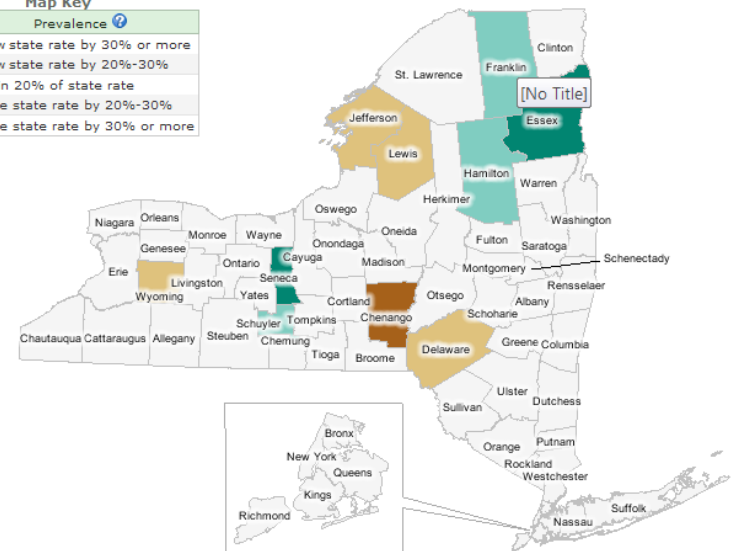 Map Key
Prevalence ?
w state rate by 30% or more
w state rate by 20%-30%
n 20% of state rate
e state rate by 20%-30%
e state rate by 30% or more
Clinton
Franklin
St. Lawrence
[No Title]
Essex
Jefferson
Lewis
Hamilton
Warren
Herkimer
Oswego
Washington
Niagara
Orleans
Monroe
Wayne
Oneida
Fulton
Saratoga
Genesee
Onondaga
Cayuga
Madison
Schenectady
Erie
Ontario
Montgomery
Livingston
Seneca
Rensselaer
Wyoming
Yates
Cortland
Otsego
Albany
Schuyler
Tompkins
Chenango
Schoharie
Chautauqua
Cattaraugus
Allegany
Steuben
Chemung
Greene
Columbia
Tioga
Broome
Delaware
Ulster
Dutchess
Sullivan
Bronx
Orange
Putnam
New York
Rockland
Queens
Westchester
Kings
Richmond
Suffolk
Nassau